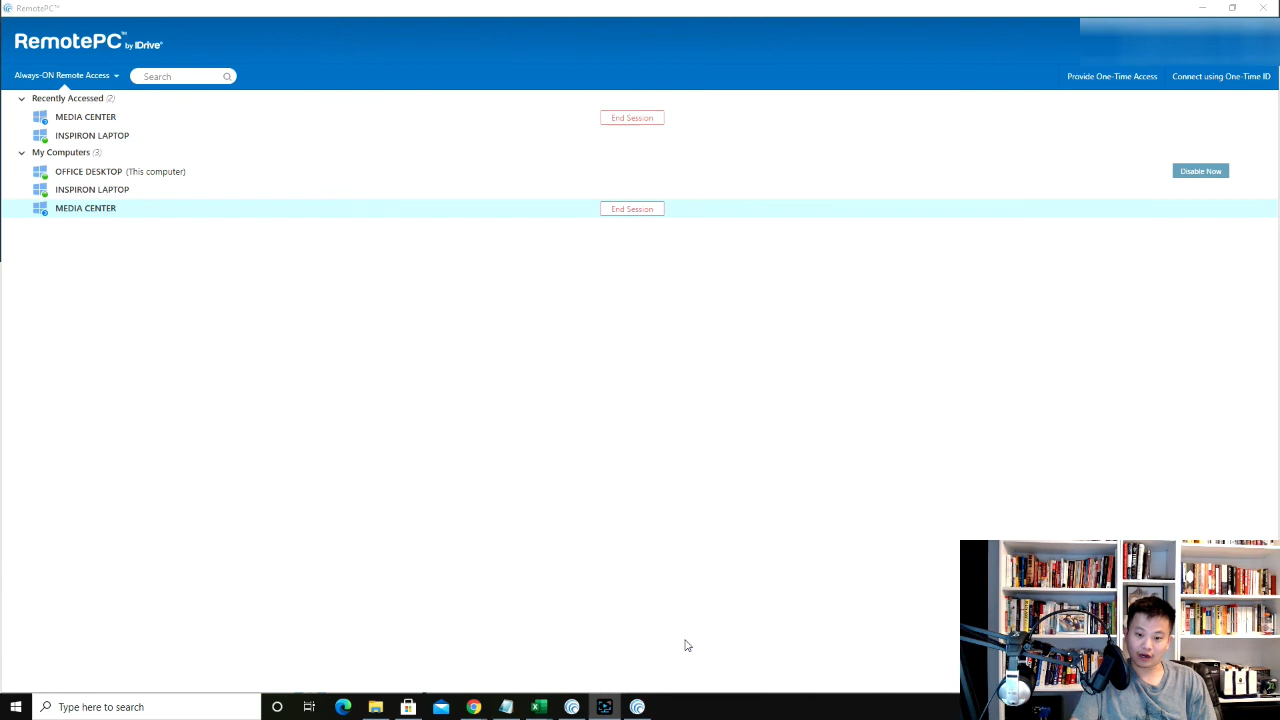 RemotePC™
RemotePC™ by IDrive®
Always-ON Remote Access
Search
Provide One-Time Access
Connect using One-Time ID
Recently Accessed (2)
MEDIA CENTER
End Session
INSPIRON LAPTOP
My Computers (3)
OFFICE DESKTOP (This computer)
Disable Now
INSPIRON LAPTOP
MEDIA CENTER
End Session
Type here to search